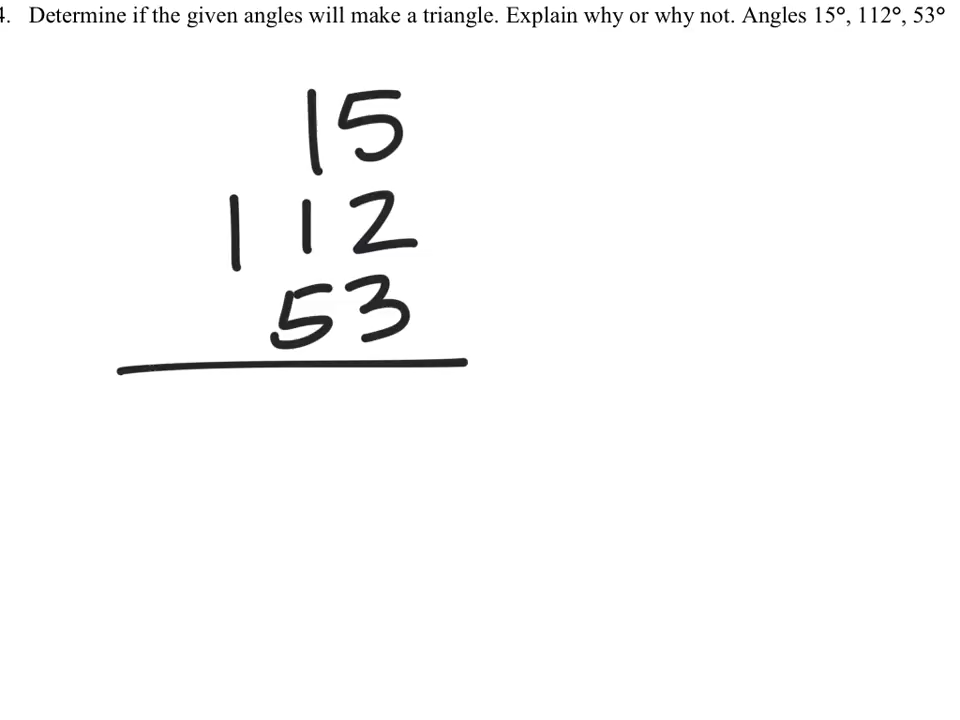 4. Determine if the given angles will make a triangle. Explain why or why not. Angles 15°, 112°, 53°
15
112
53